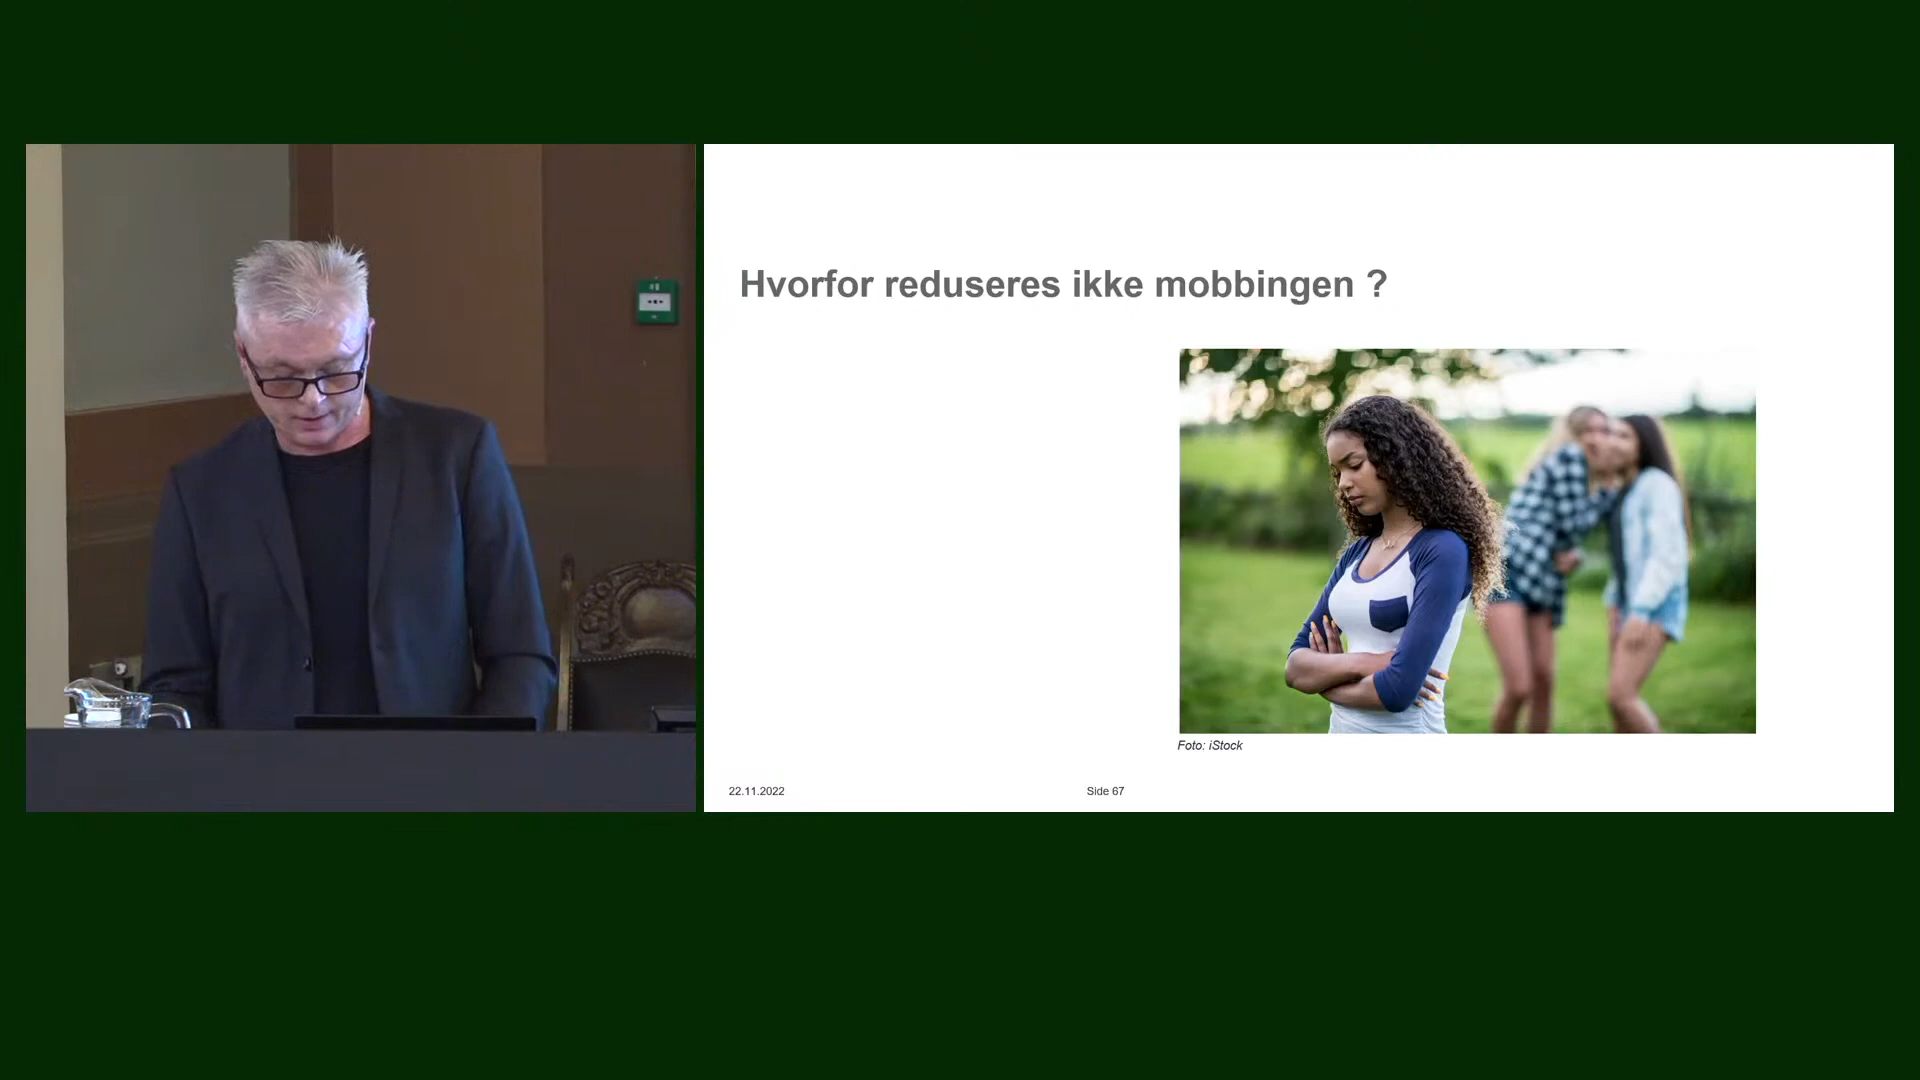 Hvorfor reduseres ikke mobbingen ?
Foto: iStock
22.11.2022
Side 67